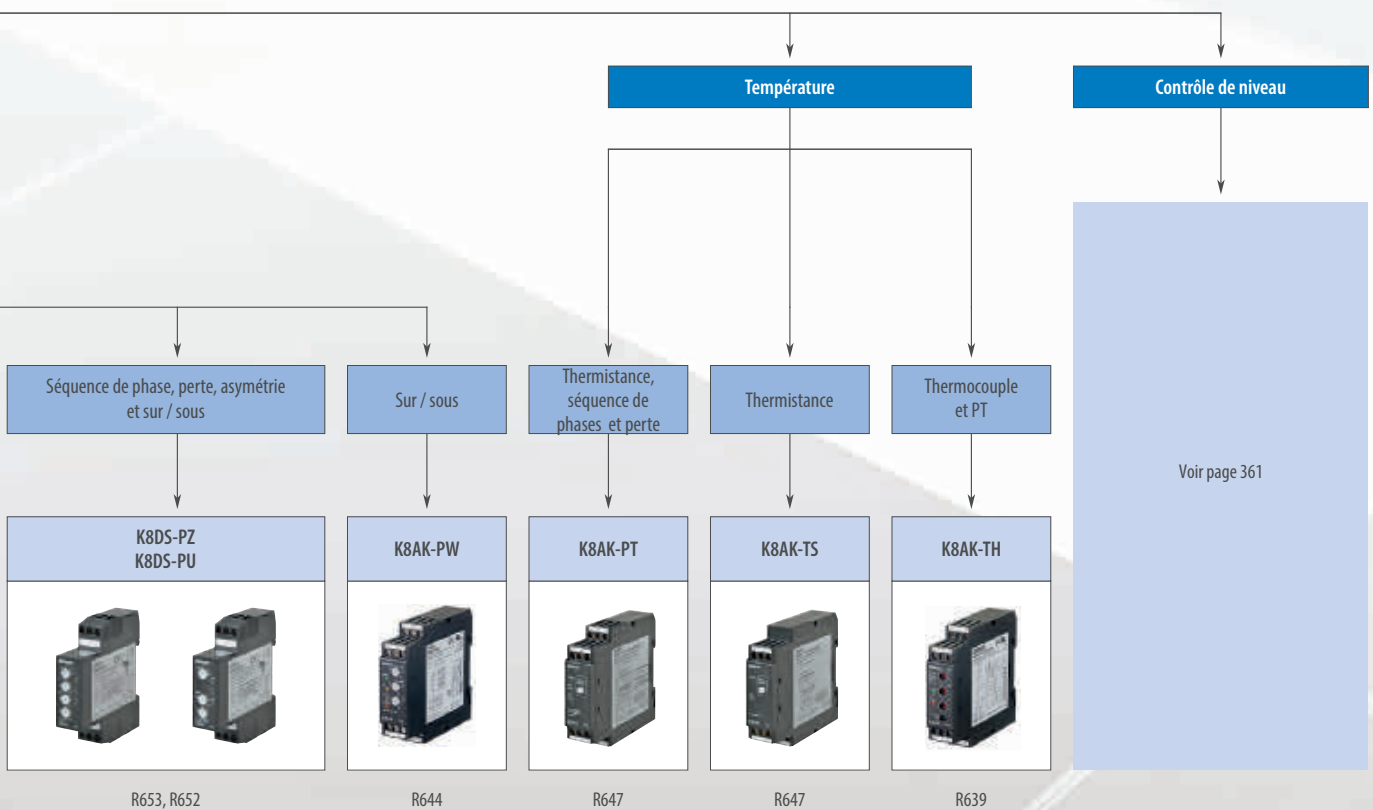 Température
Contrôle de niveau
Séquence de phase, perte, asymétrie
et sur / sous
Sur / sous
Thermistance,
séquence de
phases et perte
Thermistance
Thermocouple
et PT
Voir page 361
K8DS-PZ
K8DS-PU
K8AK-PW
K8AK-PT
K8AK-TS
K8AK-TH
R653, R652
R644
R647
R647
R639